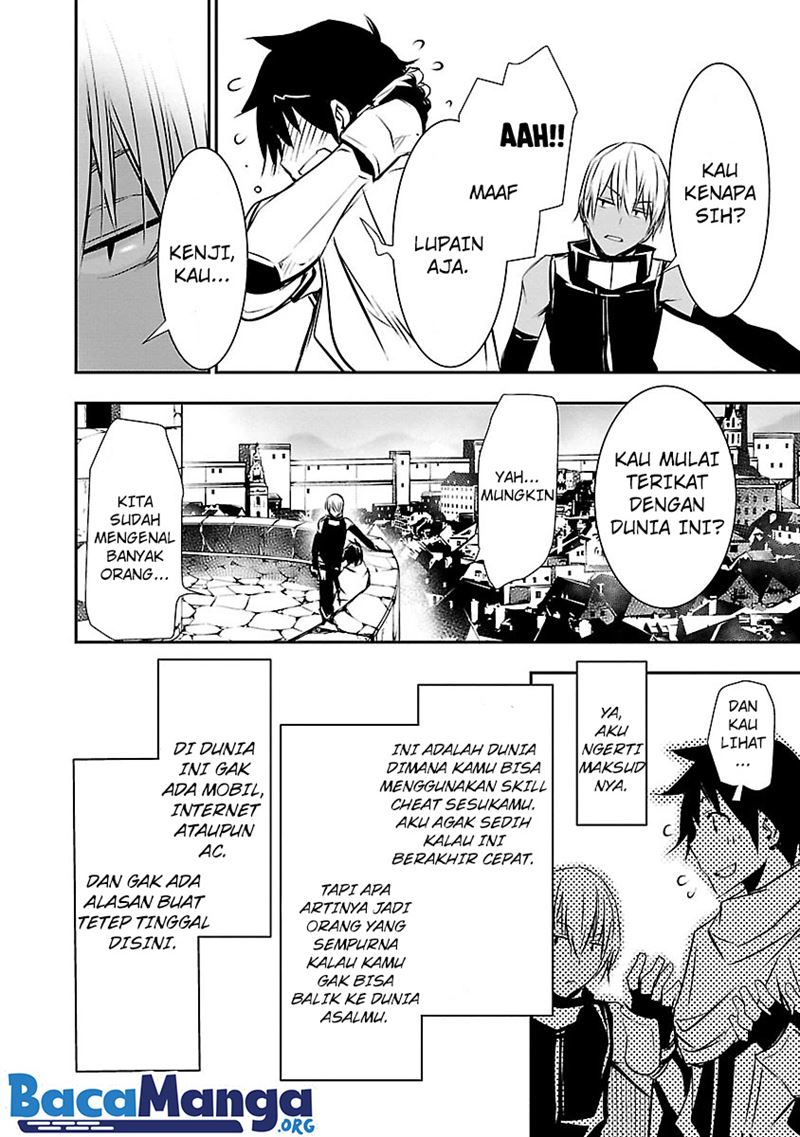 KAU
KENAPA
SIH?
AAH!!
MAAF
LUPAIN
AJA.
KENJI,
KAU...
KAU MULAI
TERIKAT
DENGAN
DUNIA INI?
YAH...
MUNGKIN
KITA
SUDAH
MENGENAL
BANYAK
ORANG...
DAN
KAU
LIHAT
...
YA,
AKU
NGERTI
MAKSUD
NYA.
INI ADALAH DUNIA
DIMANA KAMU BISA
MENGGUNAKAN SKILL
CHEAT SESUKAMU.
AKU AGAK SEDIH
KALAU INI
BERAKHIR CEPAT.
TAPI APA
ARTINYA JADI
ORANG YANG
SEMPURNA
KALAU KAMU
GAK BISA
BALIK KE DUNIA
ASALMU.
DI DUNIA
INI GAK
ADA MOBIL,
INTERNET
ATAUPUN
AC.
DAN GAK ADA
ALASAN BUAT
TETEP TINGGAL
DISINI.
BacaManga
.ORG